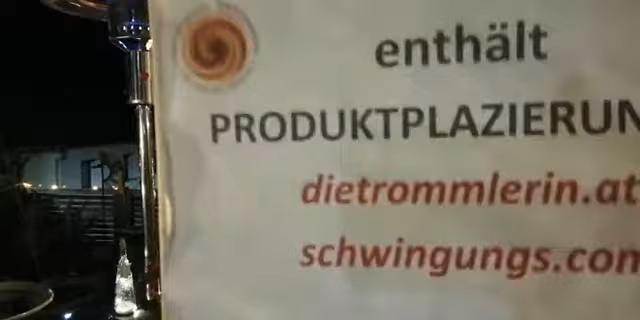 enthält
PRODUKTPLAZIERUN
dietrommlerin.at
schwingungs.com